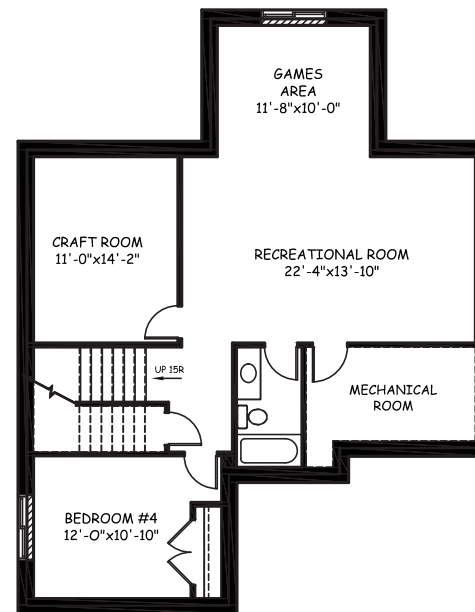 GAMES
AREA
11'-8"x10'-0"
CRAFT ROOM
11'-0"x14'-2"
RECREATIONAL ROOM
22'-4"x13'-10"
UP 15R
MECHANICAL
ROOM
BEDROOM #4
12'-0"x10'-10"